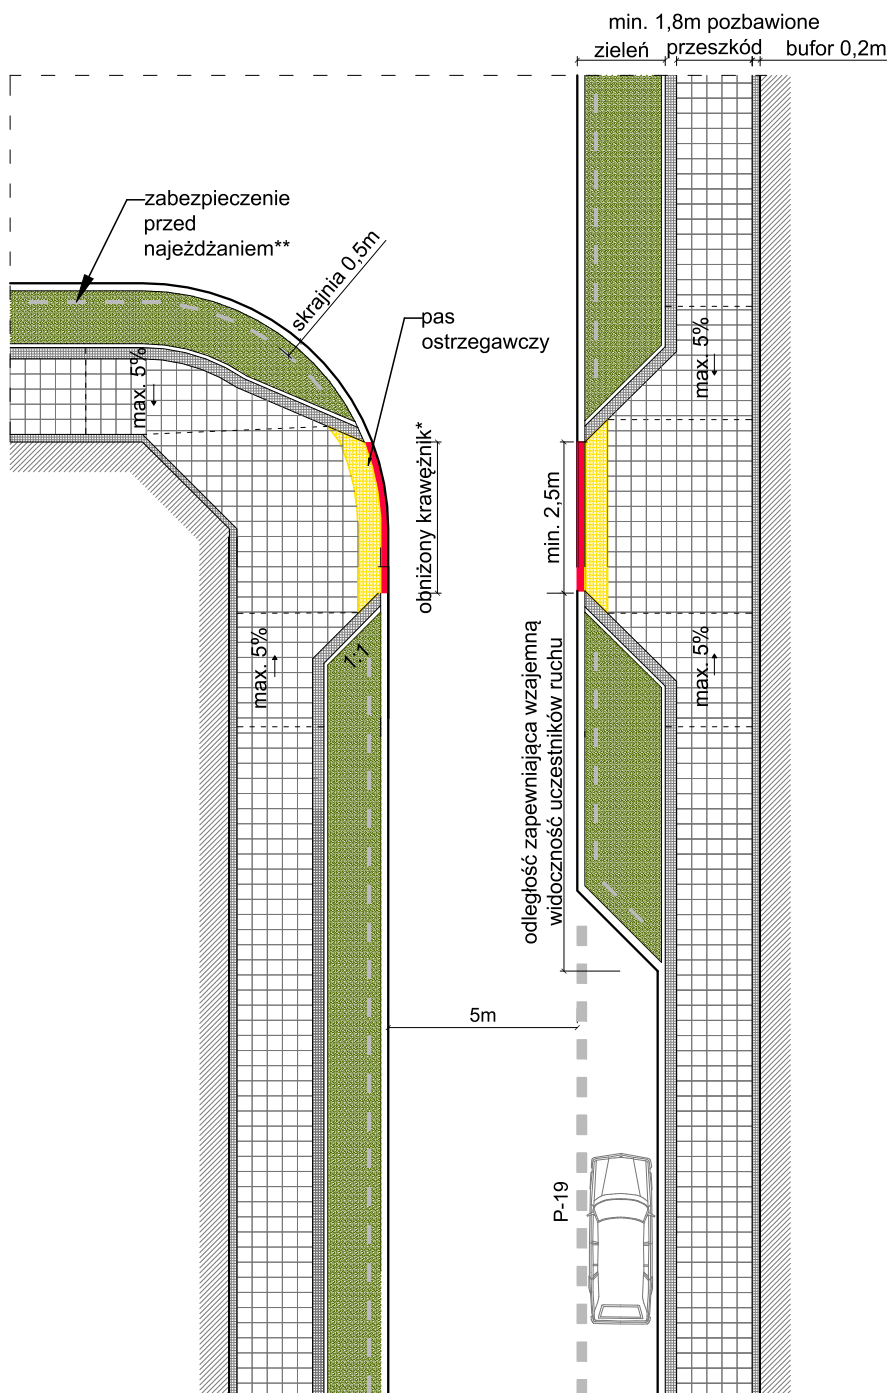 min. 1,8m pozbawione
zieleń
przeszkód
bufor 0,2m
zabezpieczenie
przed
najeżdżaniem**
skrajnia 0,5m
pas
ostrzegawczy
max. 5%
max. 5%
obniżony krawężnik*
min. 2,5m
max. 5%
1:1
max. 5%
odległość zapewniająca wzajemną
widoczność uczestników ruchu
5m
P-19